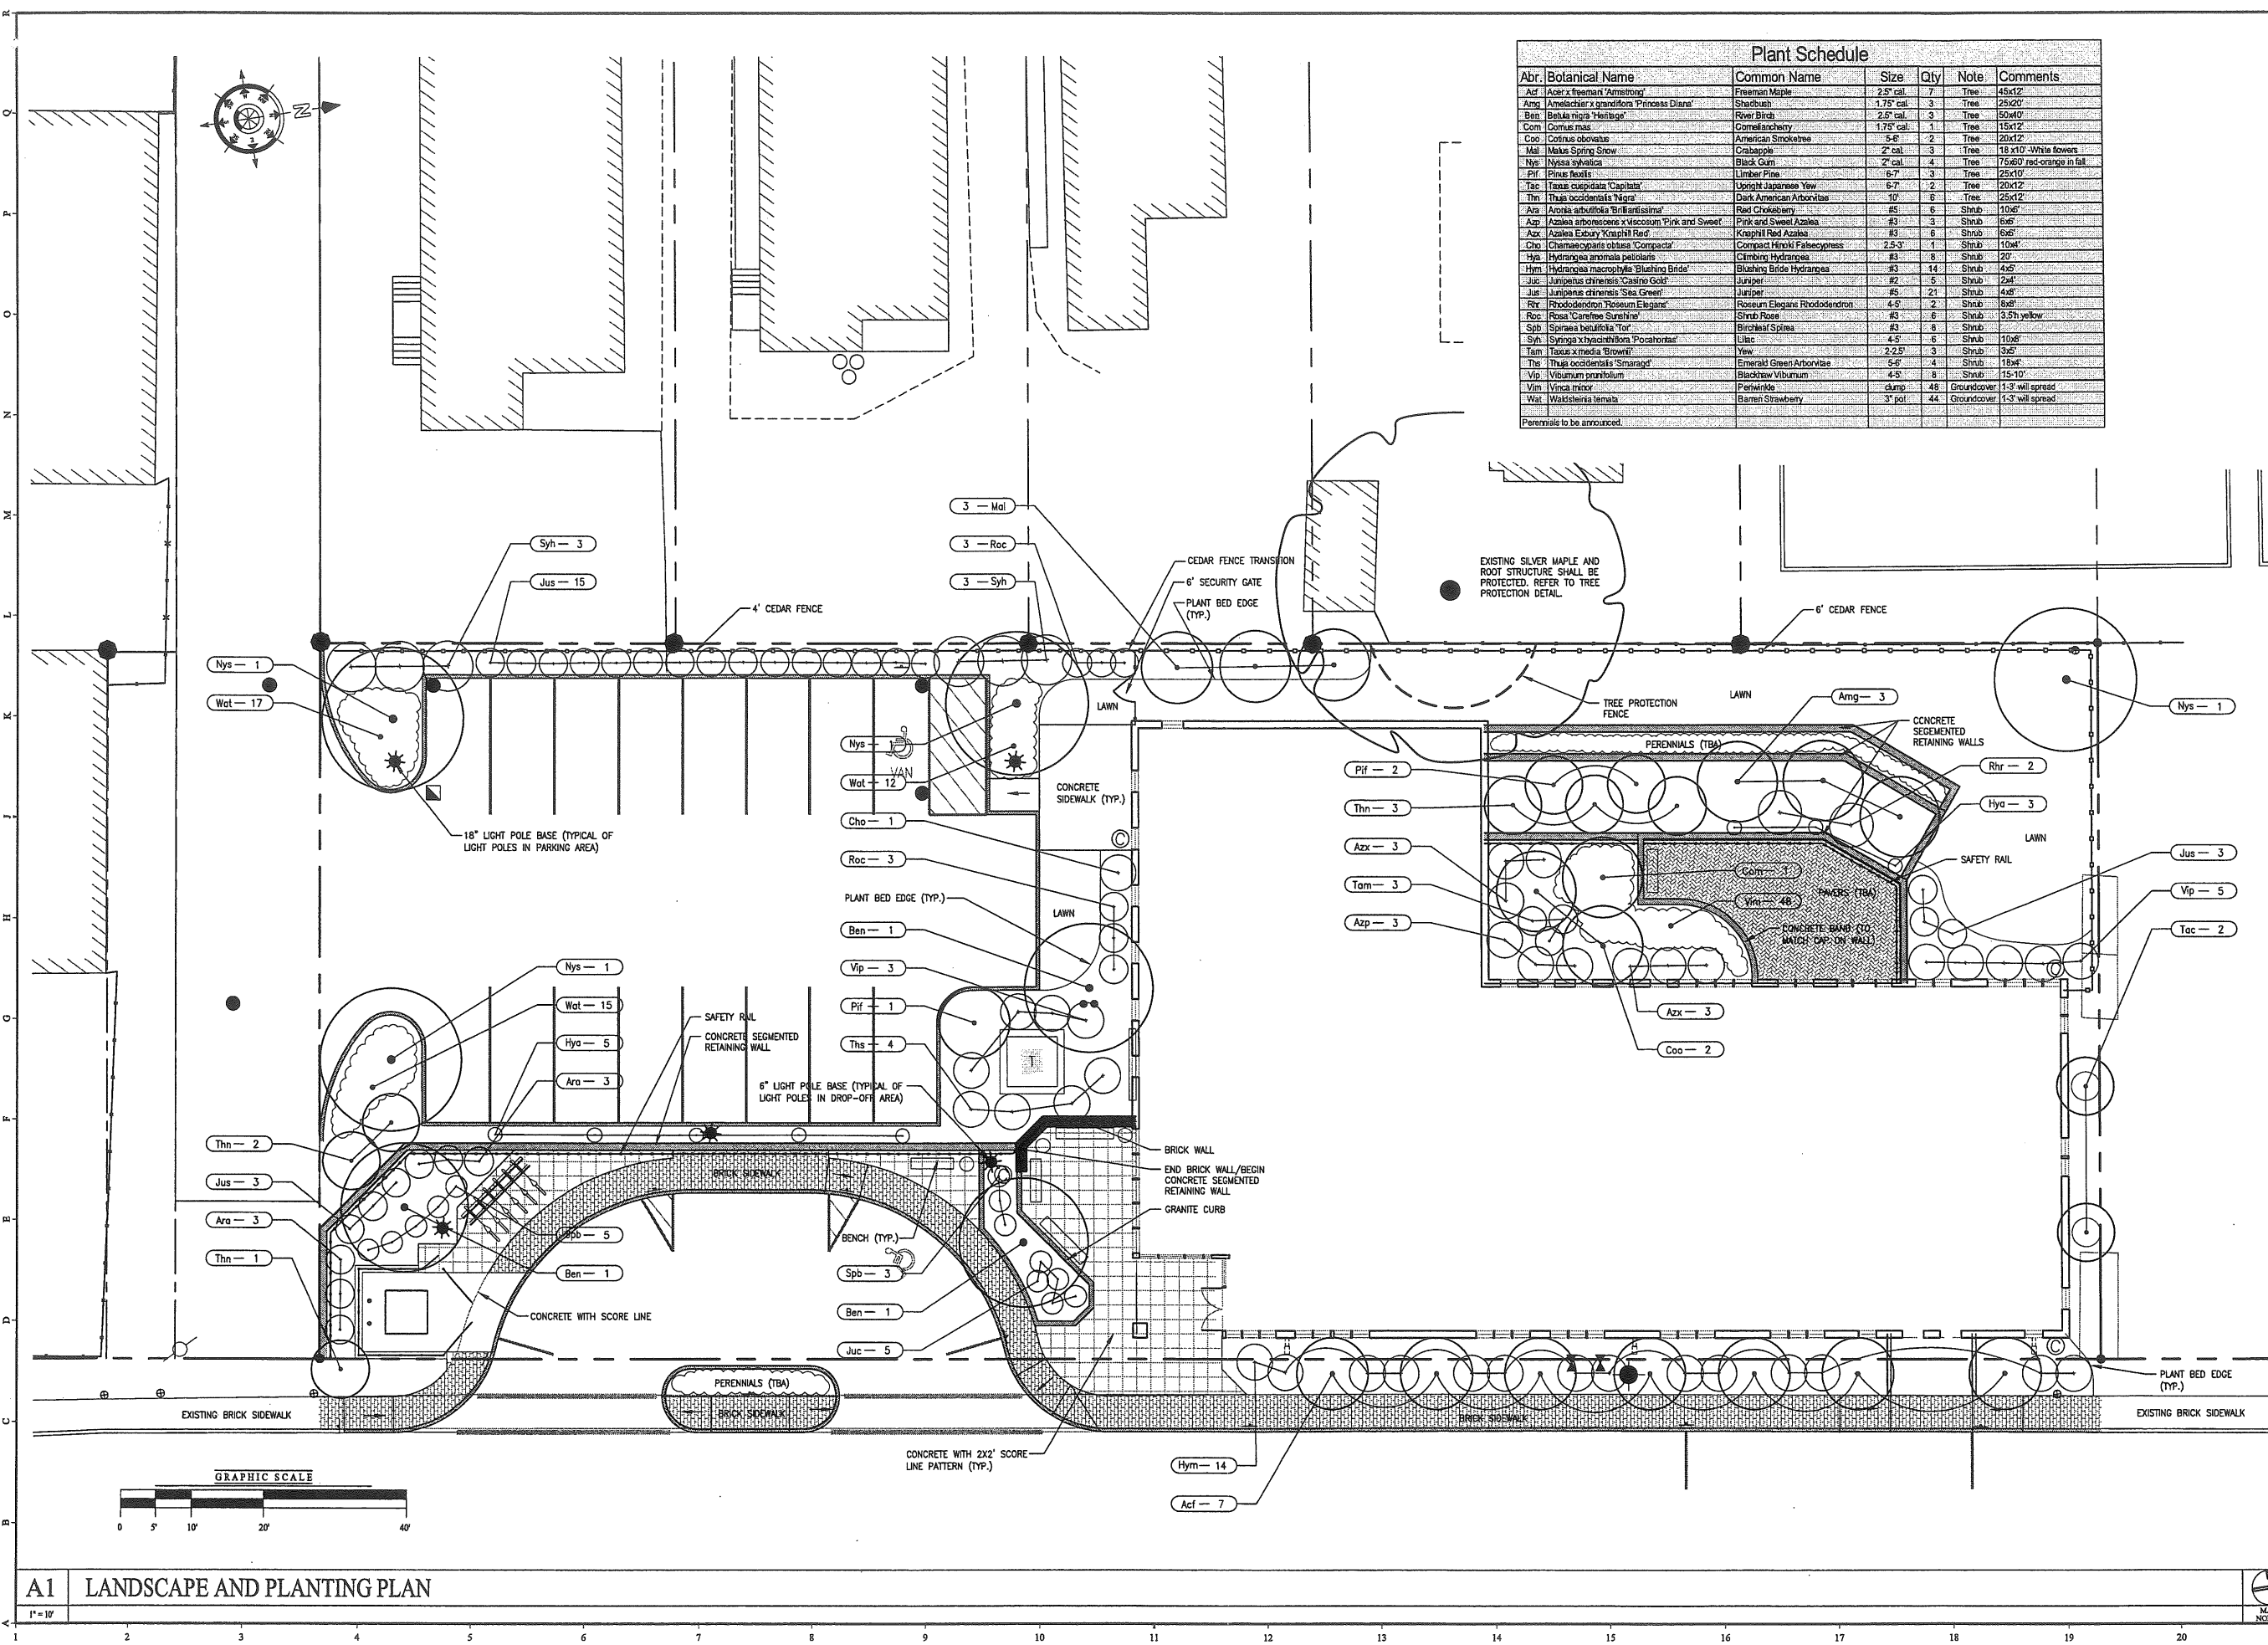 Plant Schedule
Abr. Botanical Name Common Name Size Qty Note Comments
Acf Acer x freemani 'Armstrong' Freeman Maple 2.5" cal. 7 Tree 45x12'
Amg Amelachier x grandiflora 'Princess Diana' Shadbush 1.75" cal. 3 Tree 25x20'
Ben Betula nigra 'Heritage' River Birch 2.5" cal. 3 Tree 50x40'
Com Cornus mas Corneliancherry 1.75" cal. 1 Tree 15x12'
Coo Cotinus obovatus American Smoketree 5-6' 2 Tree 20x12'
Mal Malus Spring Snow Crabapple 2" cal. 3 Tree 18 x10' -White flowers
Nys Nyssa sylvatica Black Gum 2" cal. 4 Tree 75x60' red-orange in fall
Pif Pinus flexilis Limber Pine 6-7' 3 Tree 25x10'
Tac Taxus cuspidata 'Capitata' Upright Japanese Yew 6-7' 2 Tree 20x12'
Thn Thuja occidentalis 'Nigra' Dark American Arborvitae 10' 6 Tree 25x12'
Ara Aronia arbutifolia 'Brilliantissima' Red Chokeberry #5 6 Shrub 10x6'
Azp Azalea arborescens x viscosum 'Pink and Sweet' Pink and Sweet Azalea #3 3 Shrub 6x6'
Azx Azalea Exbury 'Knaphill Red' Knaphill Red Azalea #3 6 Shrub 6x6'
Cho Chamaecyparis obtusa 'Compacta' Compact Hinoki Falsecypress 2.5-3' 1 Shrub 10x4'
Hya Hydrangea anomala petiolaris Climbing Hydrangea #3 8 Shrub 20'
Hym Hydrangea macrophylla 'Blushing Bride' Blushing Bride Hydrangea #3 14 Shrub 4x5'
Juc Juniperus chinensis 'Casino Gold' Juniper #2 5 Shrub 2x4'
Jus Juniperus chinensis 'Sea Green' Juniper #5 21 Shrub 4x8'
Rhr Rhododendron 'Roseum Elegans' Roseum Elegans Rhododendron 4-5' 2 Shrub 8x8'
Roc Rosa 'Carefree Sunshine' Shrub Rose #3 6 Shrub 3.5'h yellow
Spb Spiraea betulifolia 'Tor' Birchleaf Spirea #3 8 Shrub
Syh Syringa x hyacinthiflora 'Pocahontas' Lilac 4-5' 6 Shrub 10x8'
Tam Taxus x media 'Brownii' Yew 2-2.5' 3 Shrub 3x5'
Ths Thuja occidentalis 'Smaragd' Emerald Green Arborvitae 5-6' 4 Shrub 18x4'
Vip Viburnum prunifolium Blackhaw Viburnum 4-5' 8 Shrub 15-10'
Vim Vinca minor Periwinkle clump 48 Groundcover 1-3' will spread
Wat Waldsteinia ternata Barren Strawberry 3" pot 44 Groundcover 1-3' will spread
Perennials to be announced.
N
3 — Mal
Syh — 3
3 — Roc
Jus — 15
3 — Syh
CEDAR FENCE TRANSITION
6' SECURITY GATE
PLANT BED EDGE
(TYP.)
EXISTING SILVER MAPLE AND
ROOT STRUCTURE SHALL BE
PROTECTED. REFER TO TREE
PROTECTION DETAIL.
4' CEDAR FENCE
6' CEDAR FENCE
Nys — 1
Wat — 17
LAWN
TREE PROTECTION
FENCE
LAWN
Amg — 3
Nys — 1
CONCRETE
SEGEMENTED
RETAINING WALLS
Nys — 1
VAN
Wat — 12
PERENNIALS (TBA)
Pif — 2
Rhr — 2
CONCRETE
SIDEWALK (TYP.)
Thn — 3
Hya — 3
Cho — 1
18" LIGHT POLE BASE (TYPICAL OF
LIGHT POLES IN PARKING AREA)
C
LAWN
Azx — 3
Roc — 3
SAFETY RAIL
Jus — 3
Com — 1
Tam — 3
PAVERS (TBA)
Vip — 5
PLANT BED EDGE (TYP.)
Vim — 48
LAWN
Azp — 3
Ben — 1
CONCRETE BAND (TO
MATCH CAP ON WALL)
Tac — 2
Nys — 1
Vip — 3
C
Wat — 15
Pif — 1
Azx — 3
SAFETY RAIL
CONCRETE SEGMENTED
RETAINING WALL
Hya — 5
Ths — 4
T
Coo — 2
Ara — 3
6" LIGHT POLE BASE (TYPICAL OF
LIGHT POLES IN DROP-OFF AREA)
Thn — 2
BRICK WALL
BRICK SIDEWALK
END BRICK WALL/BEGIN
CONCRETE SEGMENTED
RETAINING WALL
Jus — 3
C
GRANITE CURB
Ara — 3
Spb — 5
BENCH (TYP.)
Thn — 1
Ben — 1
Spb — 3
CONCRETE WITH SCORE LINE
Ben — 1
Juc — 5
C
PERENNIALS (TBA)
PLANT BED EDGE
(TYP.)
EXISTING BRICK SIDEWALK
BRICK SIDEWALK
BRICK SIDEWALK
EXISTING BRICK SIDEWALK
CONCRETE WITH 2X2' SCORE
LINE PATTERN (TYP.)
Hym — 14
Acf — 7
GRAPHIC SCALE
0 5' 10' 20' 40'
A1 LANDSCAPE AND PLANTING PLAN
1" = 10'
R
Q
P
O
N
M
L
K
J
H
G
F
E
D
C
B
A
1 2 3 4 5 6 7 8 9 10 11 12 13 14 15 16 17 18 19 20